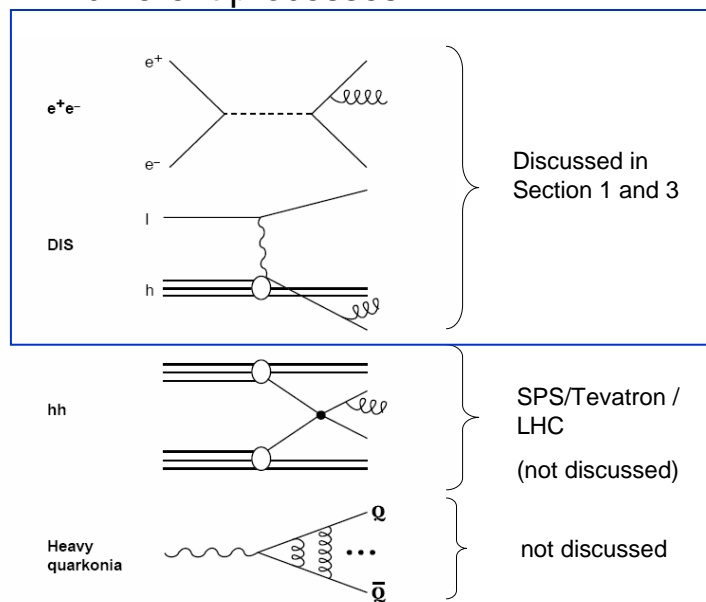 e⁺
e⁺e⁻
e⁻
Discussed in
Section 1 and 3
l
DIS
h
hh
SPS/Tevatron /
LHC
(not discussed)
Q
Heavy
quarkonia
not discussed
Q̅